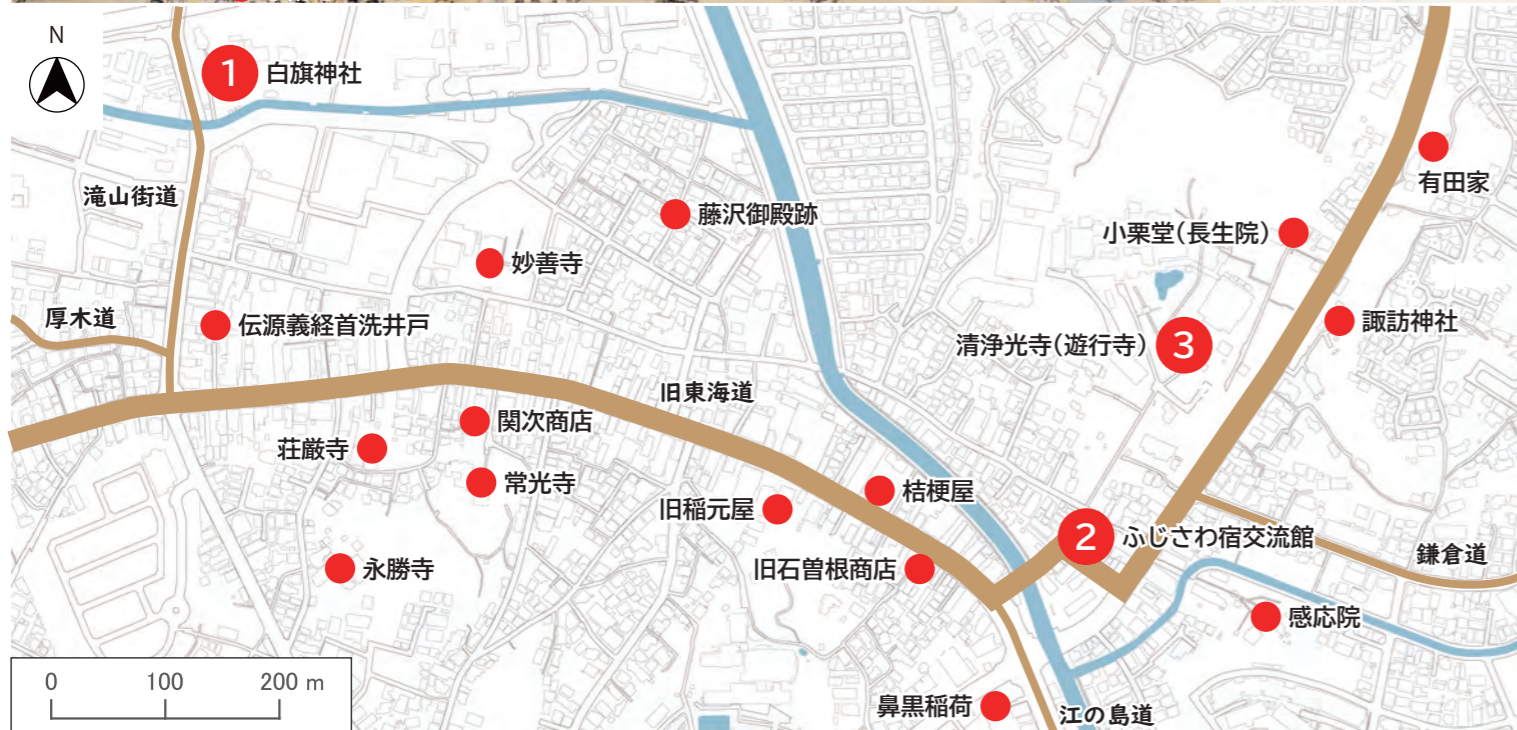 N
1 白旗神社
滝山街道
藤沢御殿跡
有田家
小栗堂(長生院)
妙善寺
厚木道
伝源義経首洗井戸
諏訪神社
清浄光寺(遊行寺) 3
旧東海道
関次商店
荘厳寺
常光寺
桔梗屋
旧稲元屋
2 ふじさわ宿交流館
鎌倉道
永勝寺
旧石曽根商店
感応院
0 100 200 m
鼻黒稲荷
江の島道